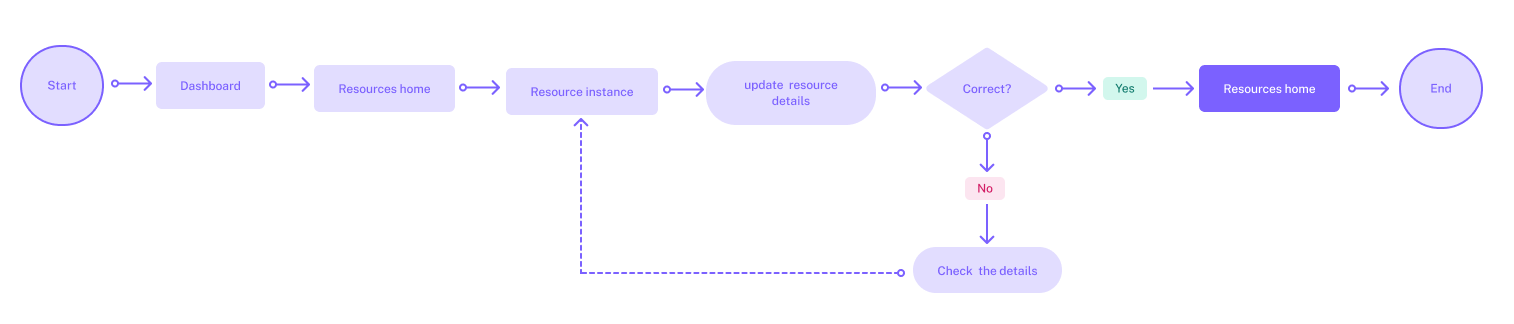 Start
Dashboard
Resources home
Resource instance
update resource
details
Correct?
Yes
Resources home
End
No
Check the details